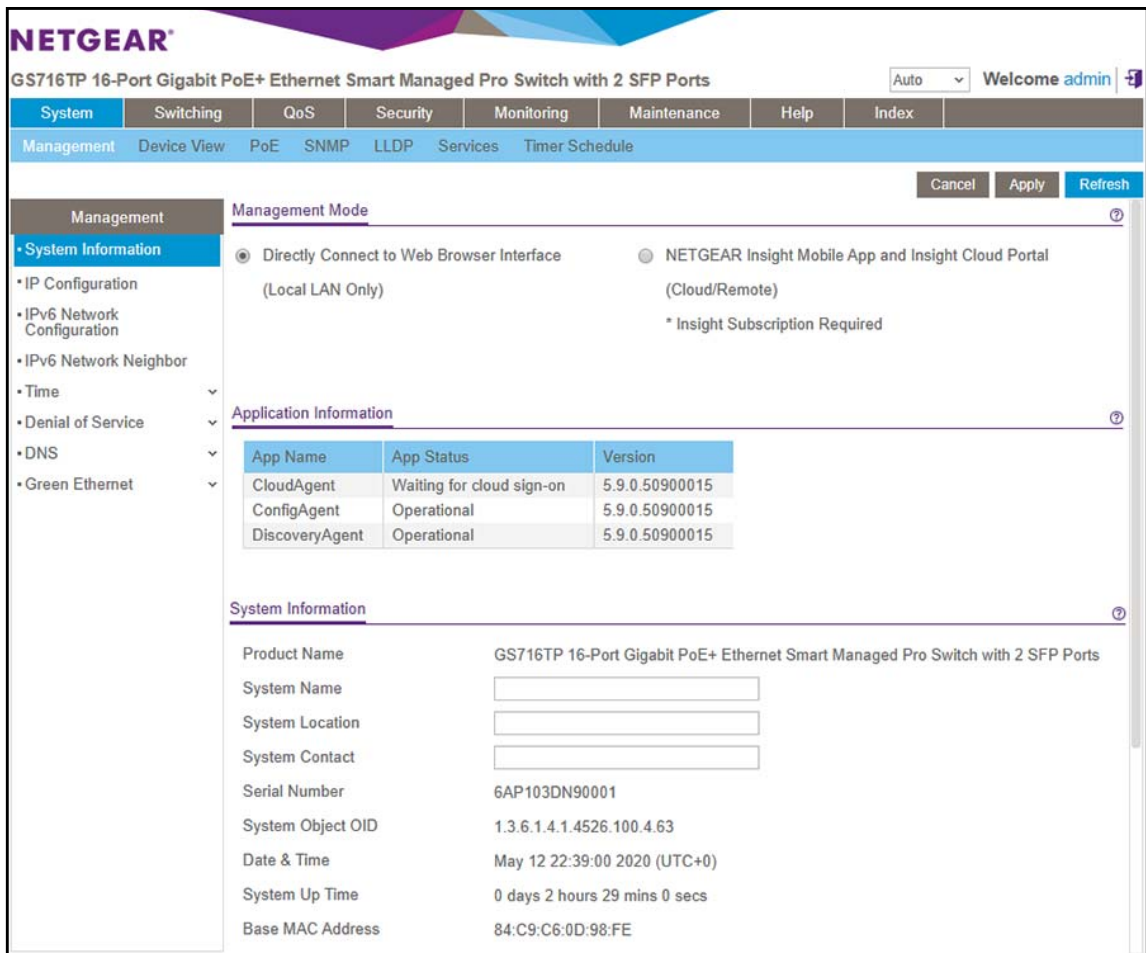 NETGEAR®
GS716TP 16-Port Gigabit PoE+ Ethernet Smart Managed Pro Switch with 2 SFP Ports
Auto
Welcome admin
System Switching QoS Security Monitoring Maintenance Help Index
Management Device View PoE SNMP LLDP Services Timer Schedule
Cancel Apply Refresh
Management
• System Information
• IP Configuration
• IPv6 Network
Configuration
• IPv6 Network Neighbor
• Time
• Denial of Service
• DNS
• Green Ethernet
Management Mode
Directly Connect to Web Browser Interface
(Local LAN Only)
NETGEAR Insight Mobile App and Insight Cloud Portal
(Cloud/Remote)
* Insight Subscription Required
Application Information
App Name App Status Version
CloudAgent Waiting for cloud sign-on 5.9.0.50900015
ConfigAgent Operational 5.9.0.50900015
DiscoveryAgent Operational 5.9.0.50900015
System Information
Product Name GS716TP 16-Port Gigabit PoE+ Ethernet Smart Managed Pro Switch with 2 SFP Ports
System Name
System Location
System Contact
Serial Number 6AP103DN90001
System Object OID 1.3.6.1.4.1.4526.100.4.63
Date & Time May 12 22:39:00 2020 (UTC+0)
System Up Time 0 days 2 hours 29 mins 0 secs
Base MAC Address 84:C9:C6:0D:98:FE